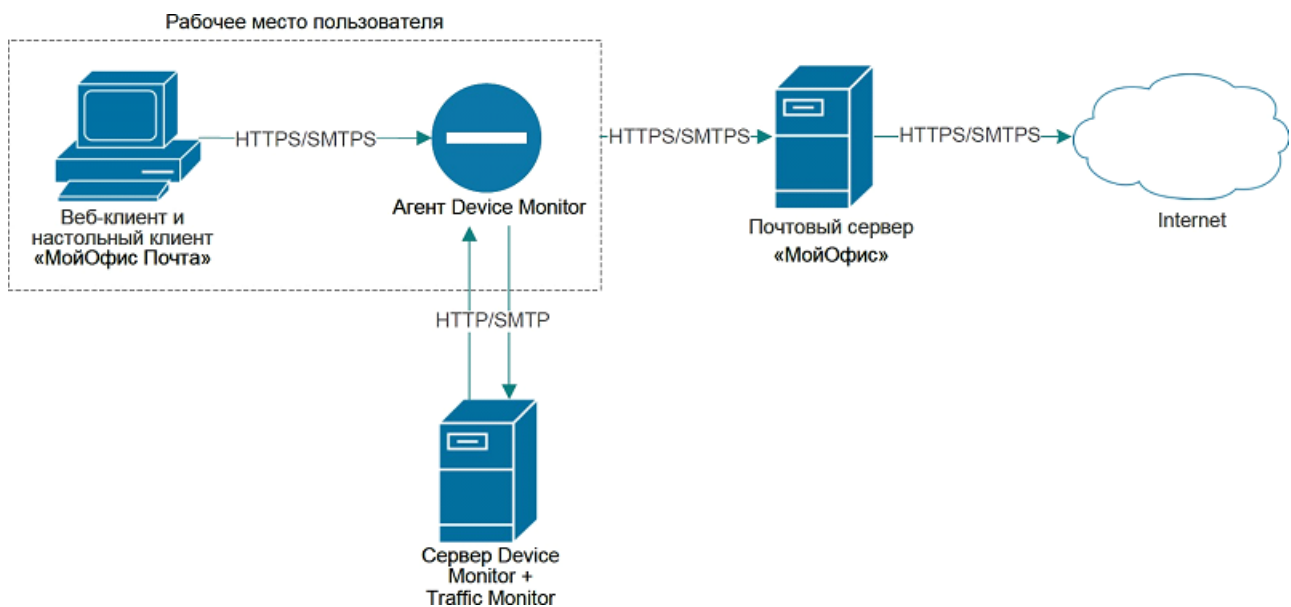 Рабочее место пользователя
HTTPS/SMTPS
HTTPS/SMTPS
HTTPS/SMTPS
Веб-клиент и
настольный клиент
«МойОфис Почта»
Агент Device Monitor
Почтовый сервер
«МойОфис»
Internet
HTTP/SMTP
Сервер Device
Monitor +
Traffic Monitor